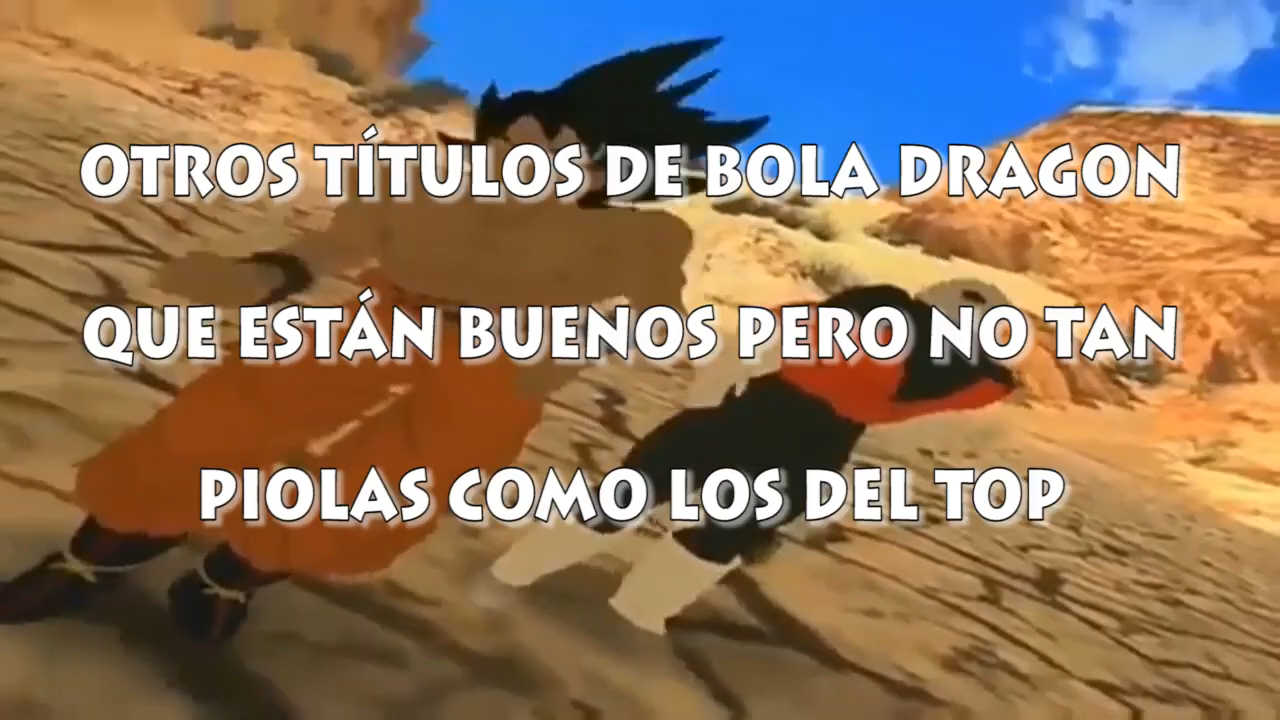 OTROS TÍTULOS DE BOLA DRAGON
QUE ESTÁN BUENOS PERO NO TAN
PIOLAS COMO LOS DEL TOP